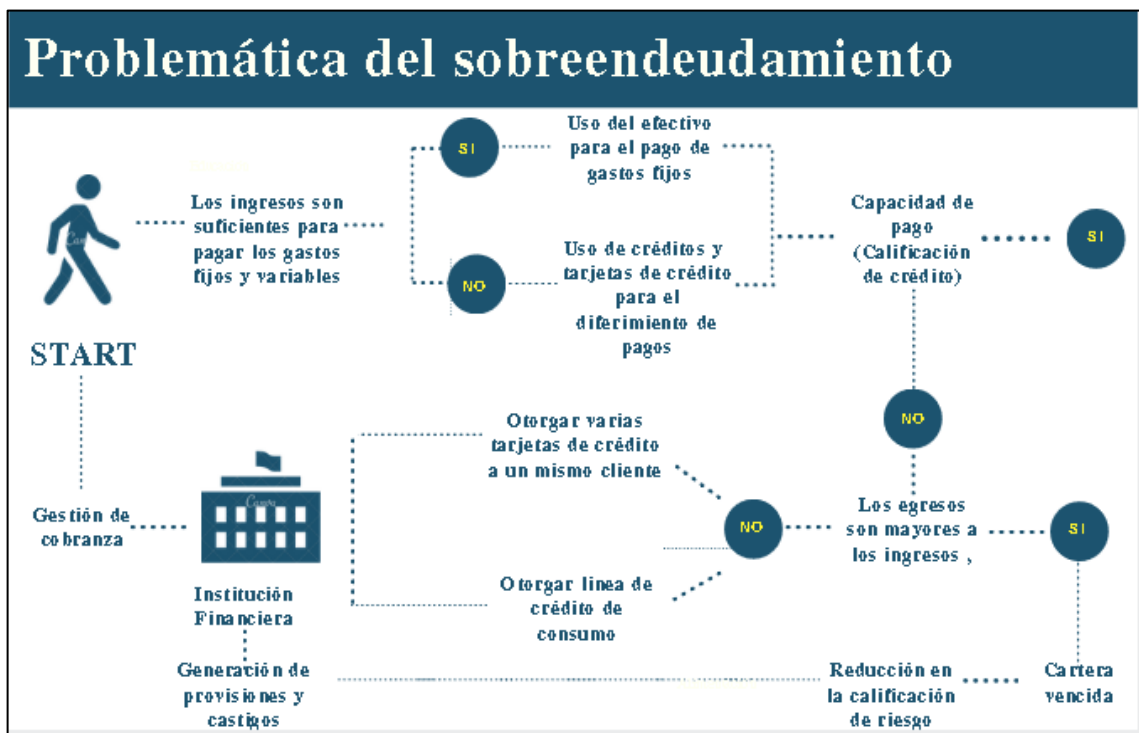 Problemática del sobreendeudamiento
SI
Uso del efectivo
para el pago de
gastos fijos
Los ingresos son
suficientes para
pagar los gastos
fijos y variables
NO
Uso de créditos y
tarjetas de crédito
para el
diferimiento de
pagos
Capacidad de
pago
(Calificación
de crédito)
SI
START
NO
Otorgar varias
tarjetas de crédito
a un mismo cliente
Gestión de
cobranza
Institución
Financiera
NO
Los egresos
son mayores a
los ingresos ,
SI
Otorgar linea de
crédito de
consumo
Generación de
provisiones y
castigos
Reducción en
la calificación
de riesgo
Cartera
vencida